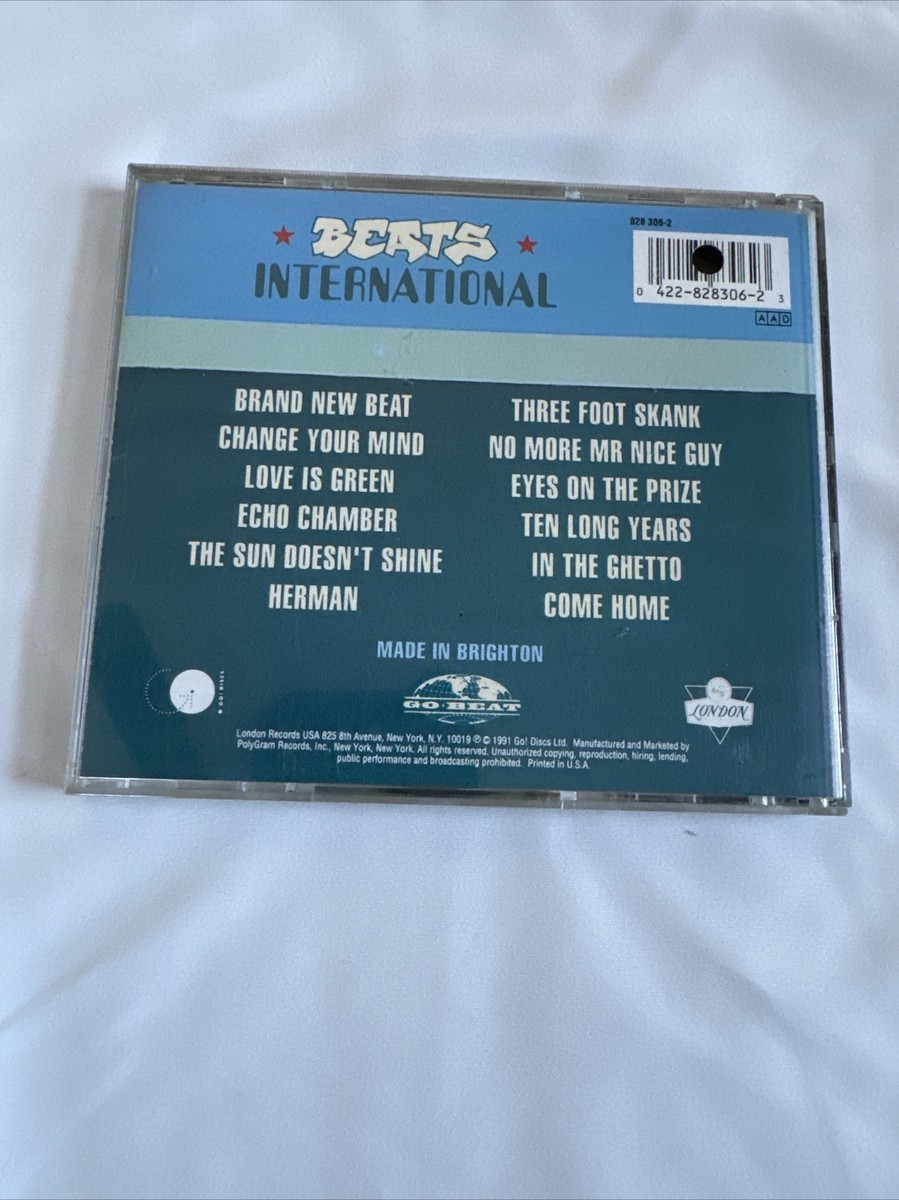 BEATS
INTERNATIONAL
828 306-2
0 422-828306-2 3
AAD
BRAND NEW BEAT
CHANGE YOUR MIND
LOVE IS GREEN
ECHO CHAMBER
THE SUN DOESN'T SHINE
HERMAN
THREE FOOT SKANK
NO MORE MR NICE GUY
EYES ON THE PRIZE
TEN LONG YEARS
IN THE GHETTO
COME HOME
MADE IN BRIGHTON
GO·BEAT
LONDON
London Records USA 825 8th Avenue, New York, N.Y. 10019 ℗ © 1991 Go! Discs Ltd. Manufactured and Marketed by
PolyGram Records, Inc., New York, New York. All rights reserved. Unauthorized copying, reproduction, hiring, lending,
public performance and broadcasting prohibited. Printed in U.S.A.